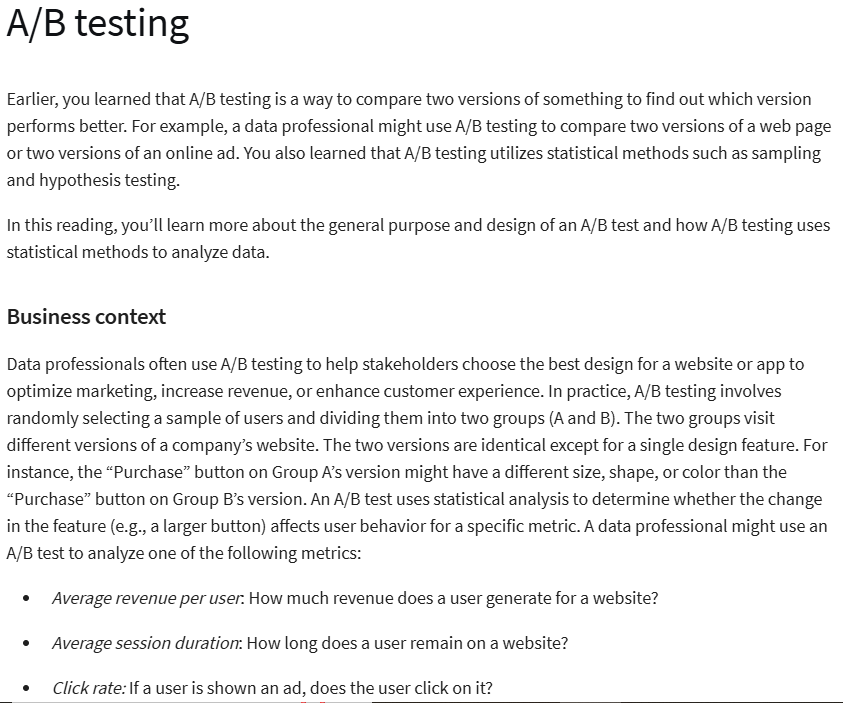 A/B testing
Earlier, you learned that A/B testing is a way to compare two versions of something to find out which version
performs better. For example, a data professional might use A/B testing to compare two versions of a web page
or two versions of an online ad. You also learned that A/B testing utilizes statistical methods such as sampling
and hypothesis testing.
In this reading, you’ll learn more about the general purpose and design of an A/B test and how A/B testing uses
statistical methods to analyze data.
Business context
Data professionals often use A/B testing to help stakeholders choose the best design for a website or app to
optimize marketing, increase revenue, or enhance customer experience. In practice, A/B testing involves
randomly selecting a sample of users and dividing them into two groups (A and B). The two groups visit
different versions of a company’s website. The two versions are identical except for a single design feature. For
instance, the “Purchase” button on Group A’s version might have a different size, shape, or color than the
“Purchase” button on Group B’s version. An A/B test uses statistical analysis to determine whether the change
in the feature (e.g., a larger button) affects user behavior for a specific metric. A data professional might use an
A/B test to analyze one of the following metrics:
• Average revenue per user: How much revenue does a user generate for a website?
• Average session duration: How long does a user remain on a website?
• Click rate: If a user is shown an ad, does the user click on it?